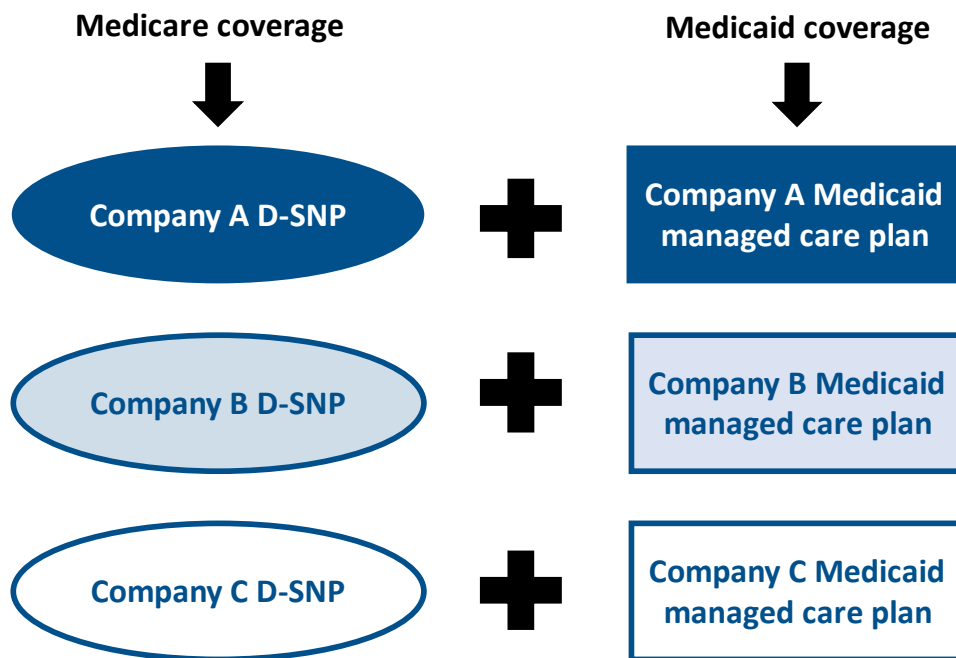 Medicare coverage
Medicaid coverage
Company A D-SNP
Company A Medicaid
managed care plan
Company B D-SNP
Company B Medicaid
managed care plan
Company C D-SNP
Company C Medicaid
managed care plan